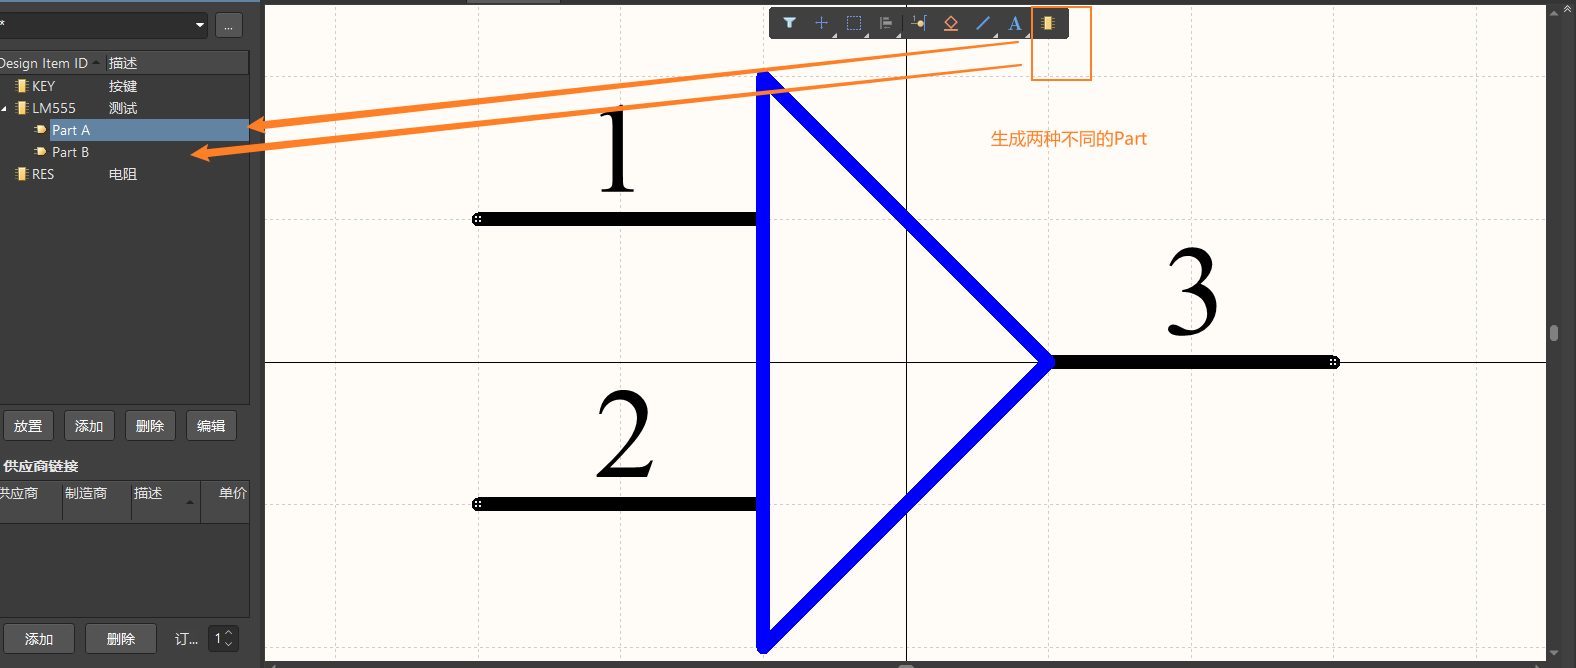 *
...
Design Item ID 描述
KEY 按键
LM555 测试
Part A
Part B
RES 电阻
放置 添加 删除 编辑
供应商链接
供应商 制造商 描述 单价
添加 删除 订... 1
A
生成两种不同的Part
1
2
3